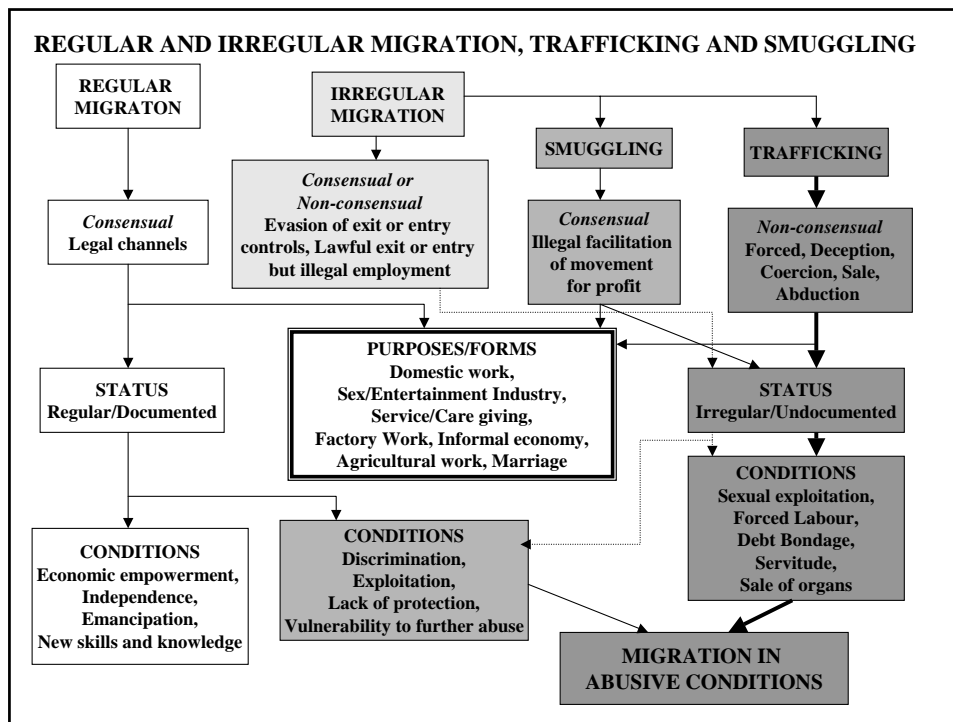 REGULAR AND IRREGULAR MIGRATION, TRAFFICKING AND SMUGGLING
REGULAR
MIGRATON
IRREGULAR
MIGRATION
SMUGGLING
TRAFFICKING
Consensual
Legal channels
Consensual or
Non-consensual
Evasion of exit or entry
controls, Lawful exit or entry
but illegal employment
Consensual
Illegal facilitation
of movement
for profit
Non-consensual
Forced, Deception,
Coercion, Sale,
Abduction
STATUS
Regular/Documented
PURPOSES/FORMS
Domestic work,
Sex/Entertainment Industry,
Service/Care giving,
Factory Work, Informal economy,
Agricultural work, Marriage
STATUS
Irregular/Undocumented
CONDITIONS
Economic empowerment,
Independence,
Emancipation,
New skills and knowledge
CONDITIONS
Discrimination,
Exploitation,
Lack of protection,
Vulnerability to further abuse
CONDITIONS
Sexual exploitation,
Forced Labour,
Debt Bondage,
Servitude,
Sale of organs
MIGRATION IN
ABUSIVE CONDITIONS